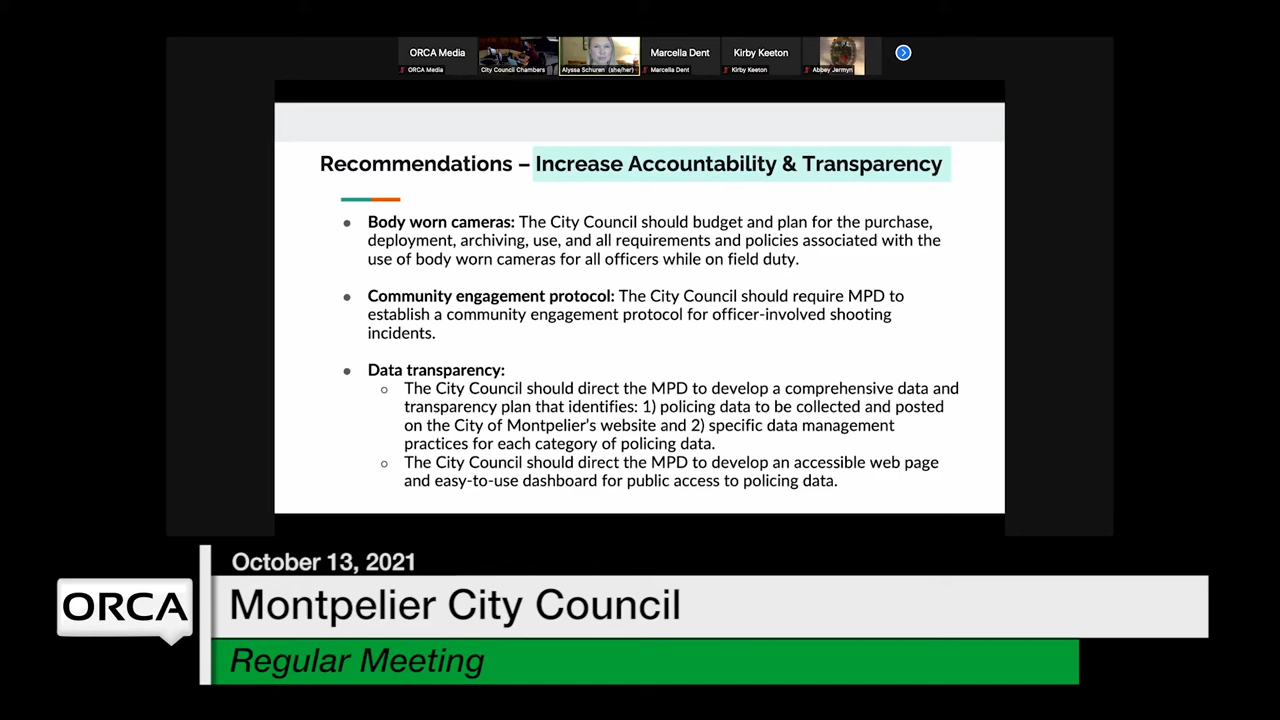 ORCA Media
Marcella Dent
Kirby Keeton
ORCA Media
City Council Chambers
Alyssa Schuren (she/her)
Marcella Dent
Kirby Keeton
Abbey Jermyn
Recommendations – Increase Accountability & Transparency
● Body worn cameras: The City Council should budget and plan for the purchase,
deployment, archiving, use, and all requirements and policies associated with the
use of body worn cameras for all officers while on field duty.
● Community engagement protocol: The City Council should require MPD to
establish a community engagement protocol for officer-involved shooting
incidents.
● Data transparency:
○ The City Council should direct the MPD to develop a comprehensive data and
transparency plan that identifies: 1) policing data to be collected and posted
on the City of Montpelier's website and 2) specific data management
practices for each category of policing data.
○ The City Council should direct the MPD to develop an accessible web page
and easy-to-use dashboard for public access to policing data.
October 13, 2021
ORCA
Montpelier City Council
Regular Meeting